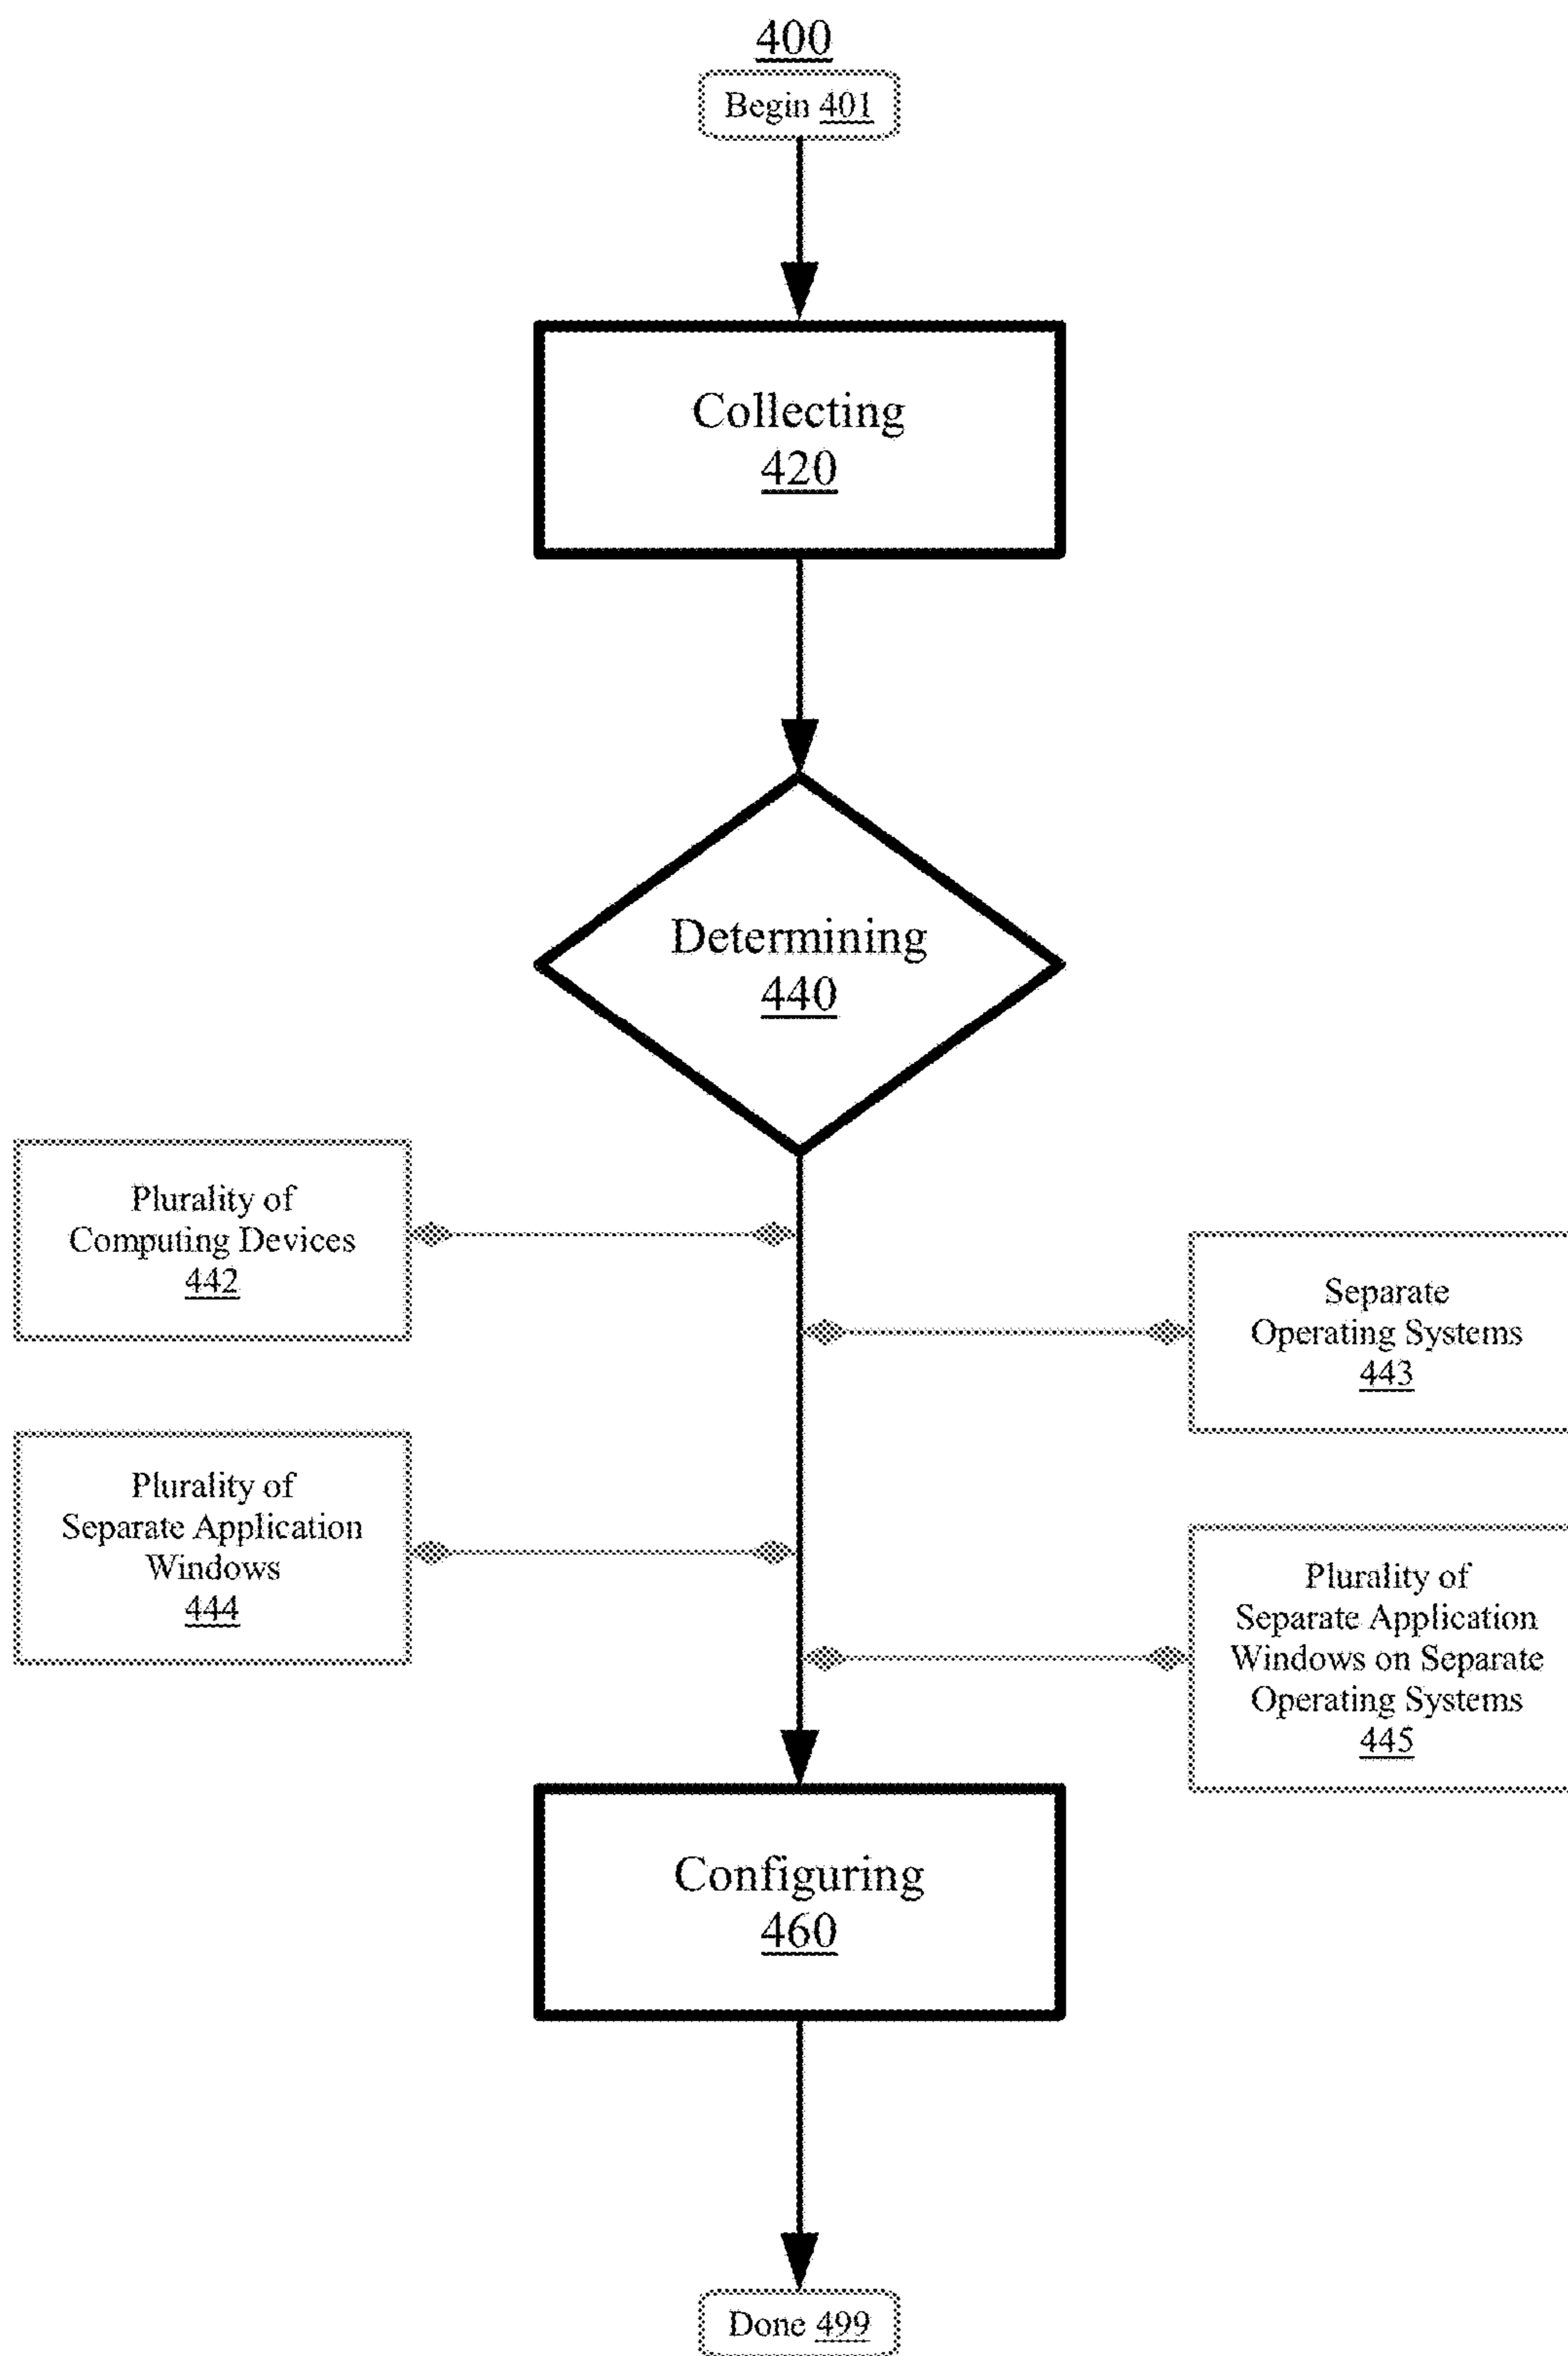 400
Begin 401
Collecting
420
Determining
440
Plurality of
Computing Devices
442
Separate
Operating Systems
443
Plurality of
Separate Application
Windows
444
Plurality of
Separate Application
Windows on Separate
Operating Systems
445
Configuring
460
Done 499